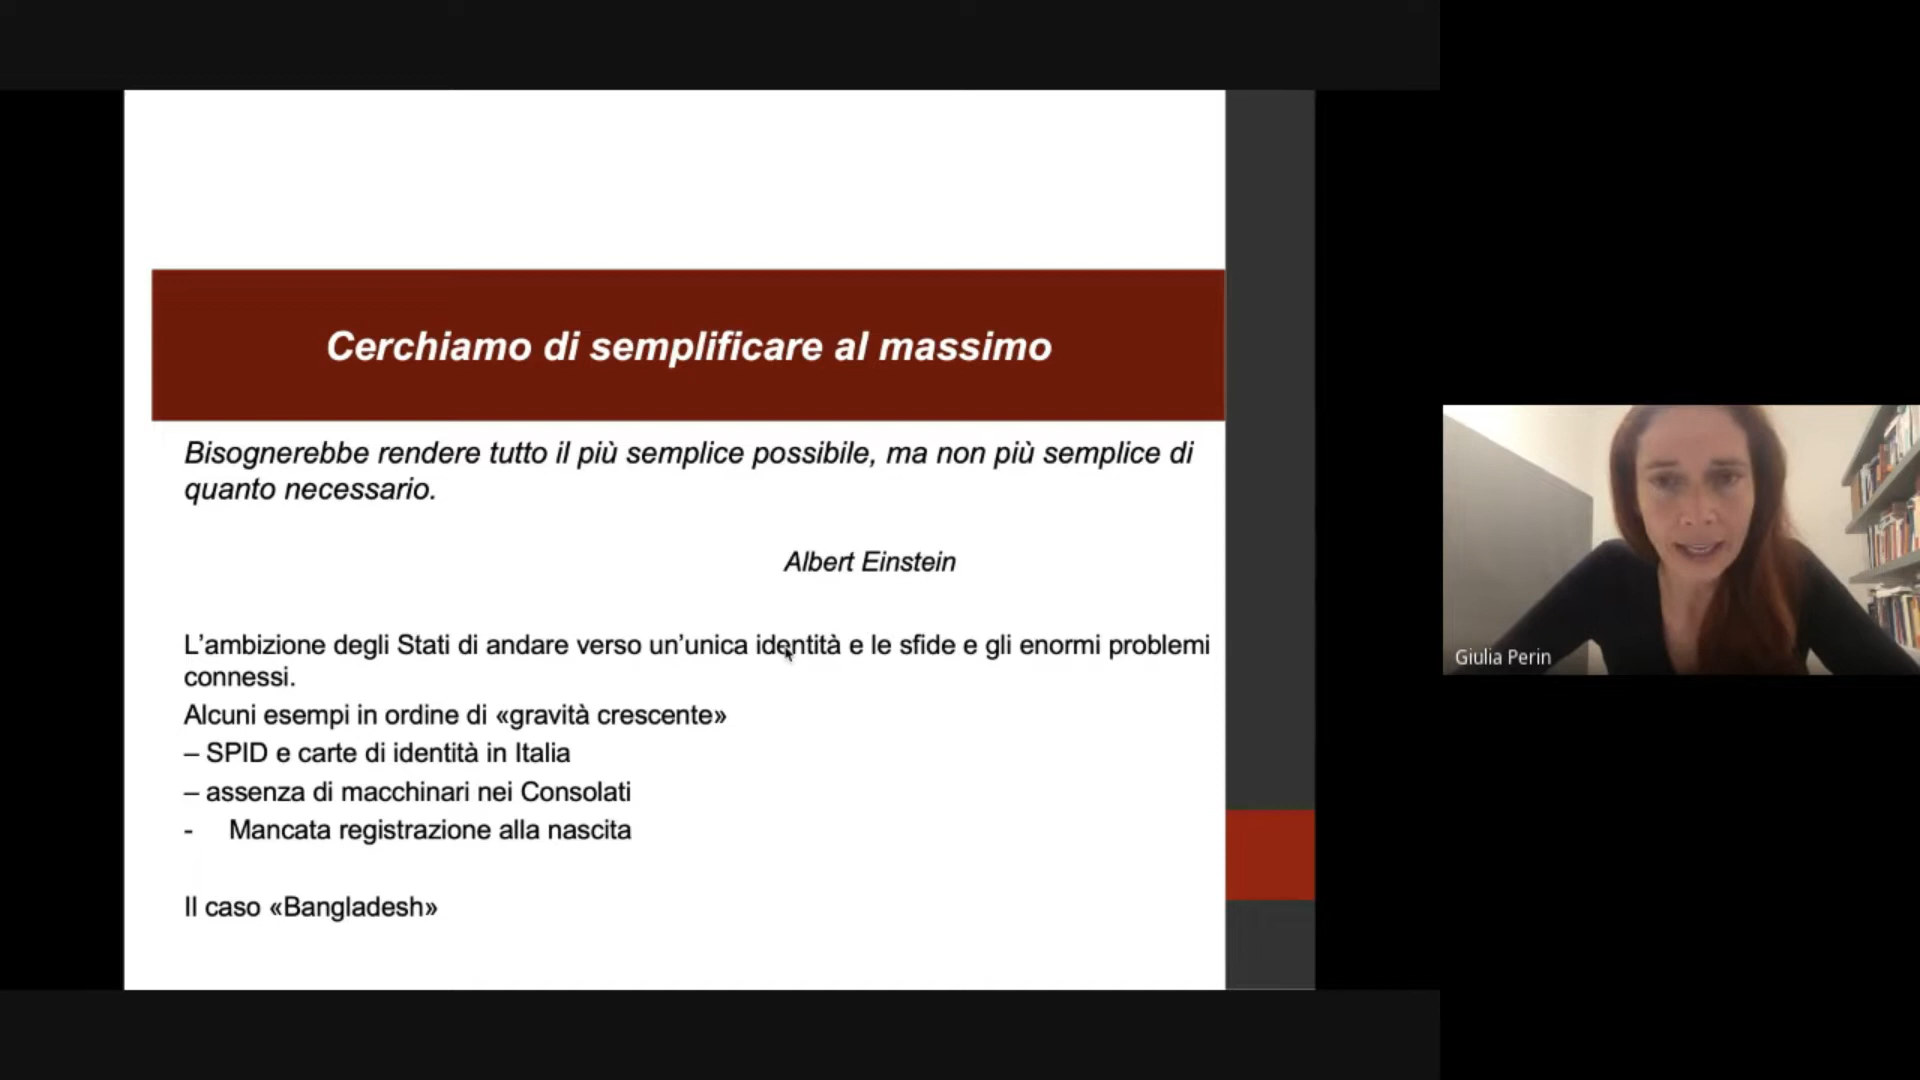 Cerchiamo di semplificare al massimo
Bisognerebbe rendere tutto il più semplice possibile, ma non più semplice di
quanto necessario.
Albert Einstein
L’ambizione degli Stati di andare verso un’unica identità e le sfide e gli enormi problemi
connessi.
Alcuni esempi in ordine di «gravità crescente»
– SPID e carte di identità in Italia
– assenza di macchinari nei Consolati
- Mancata registrazione alla nascita
Il caso «Bangladesh»
Giulia Perin